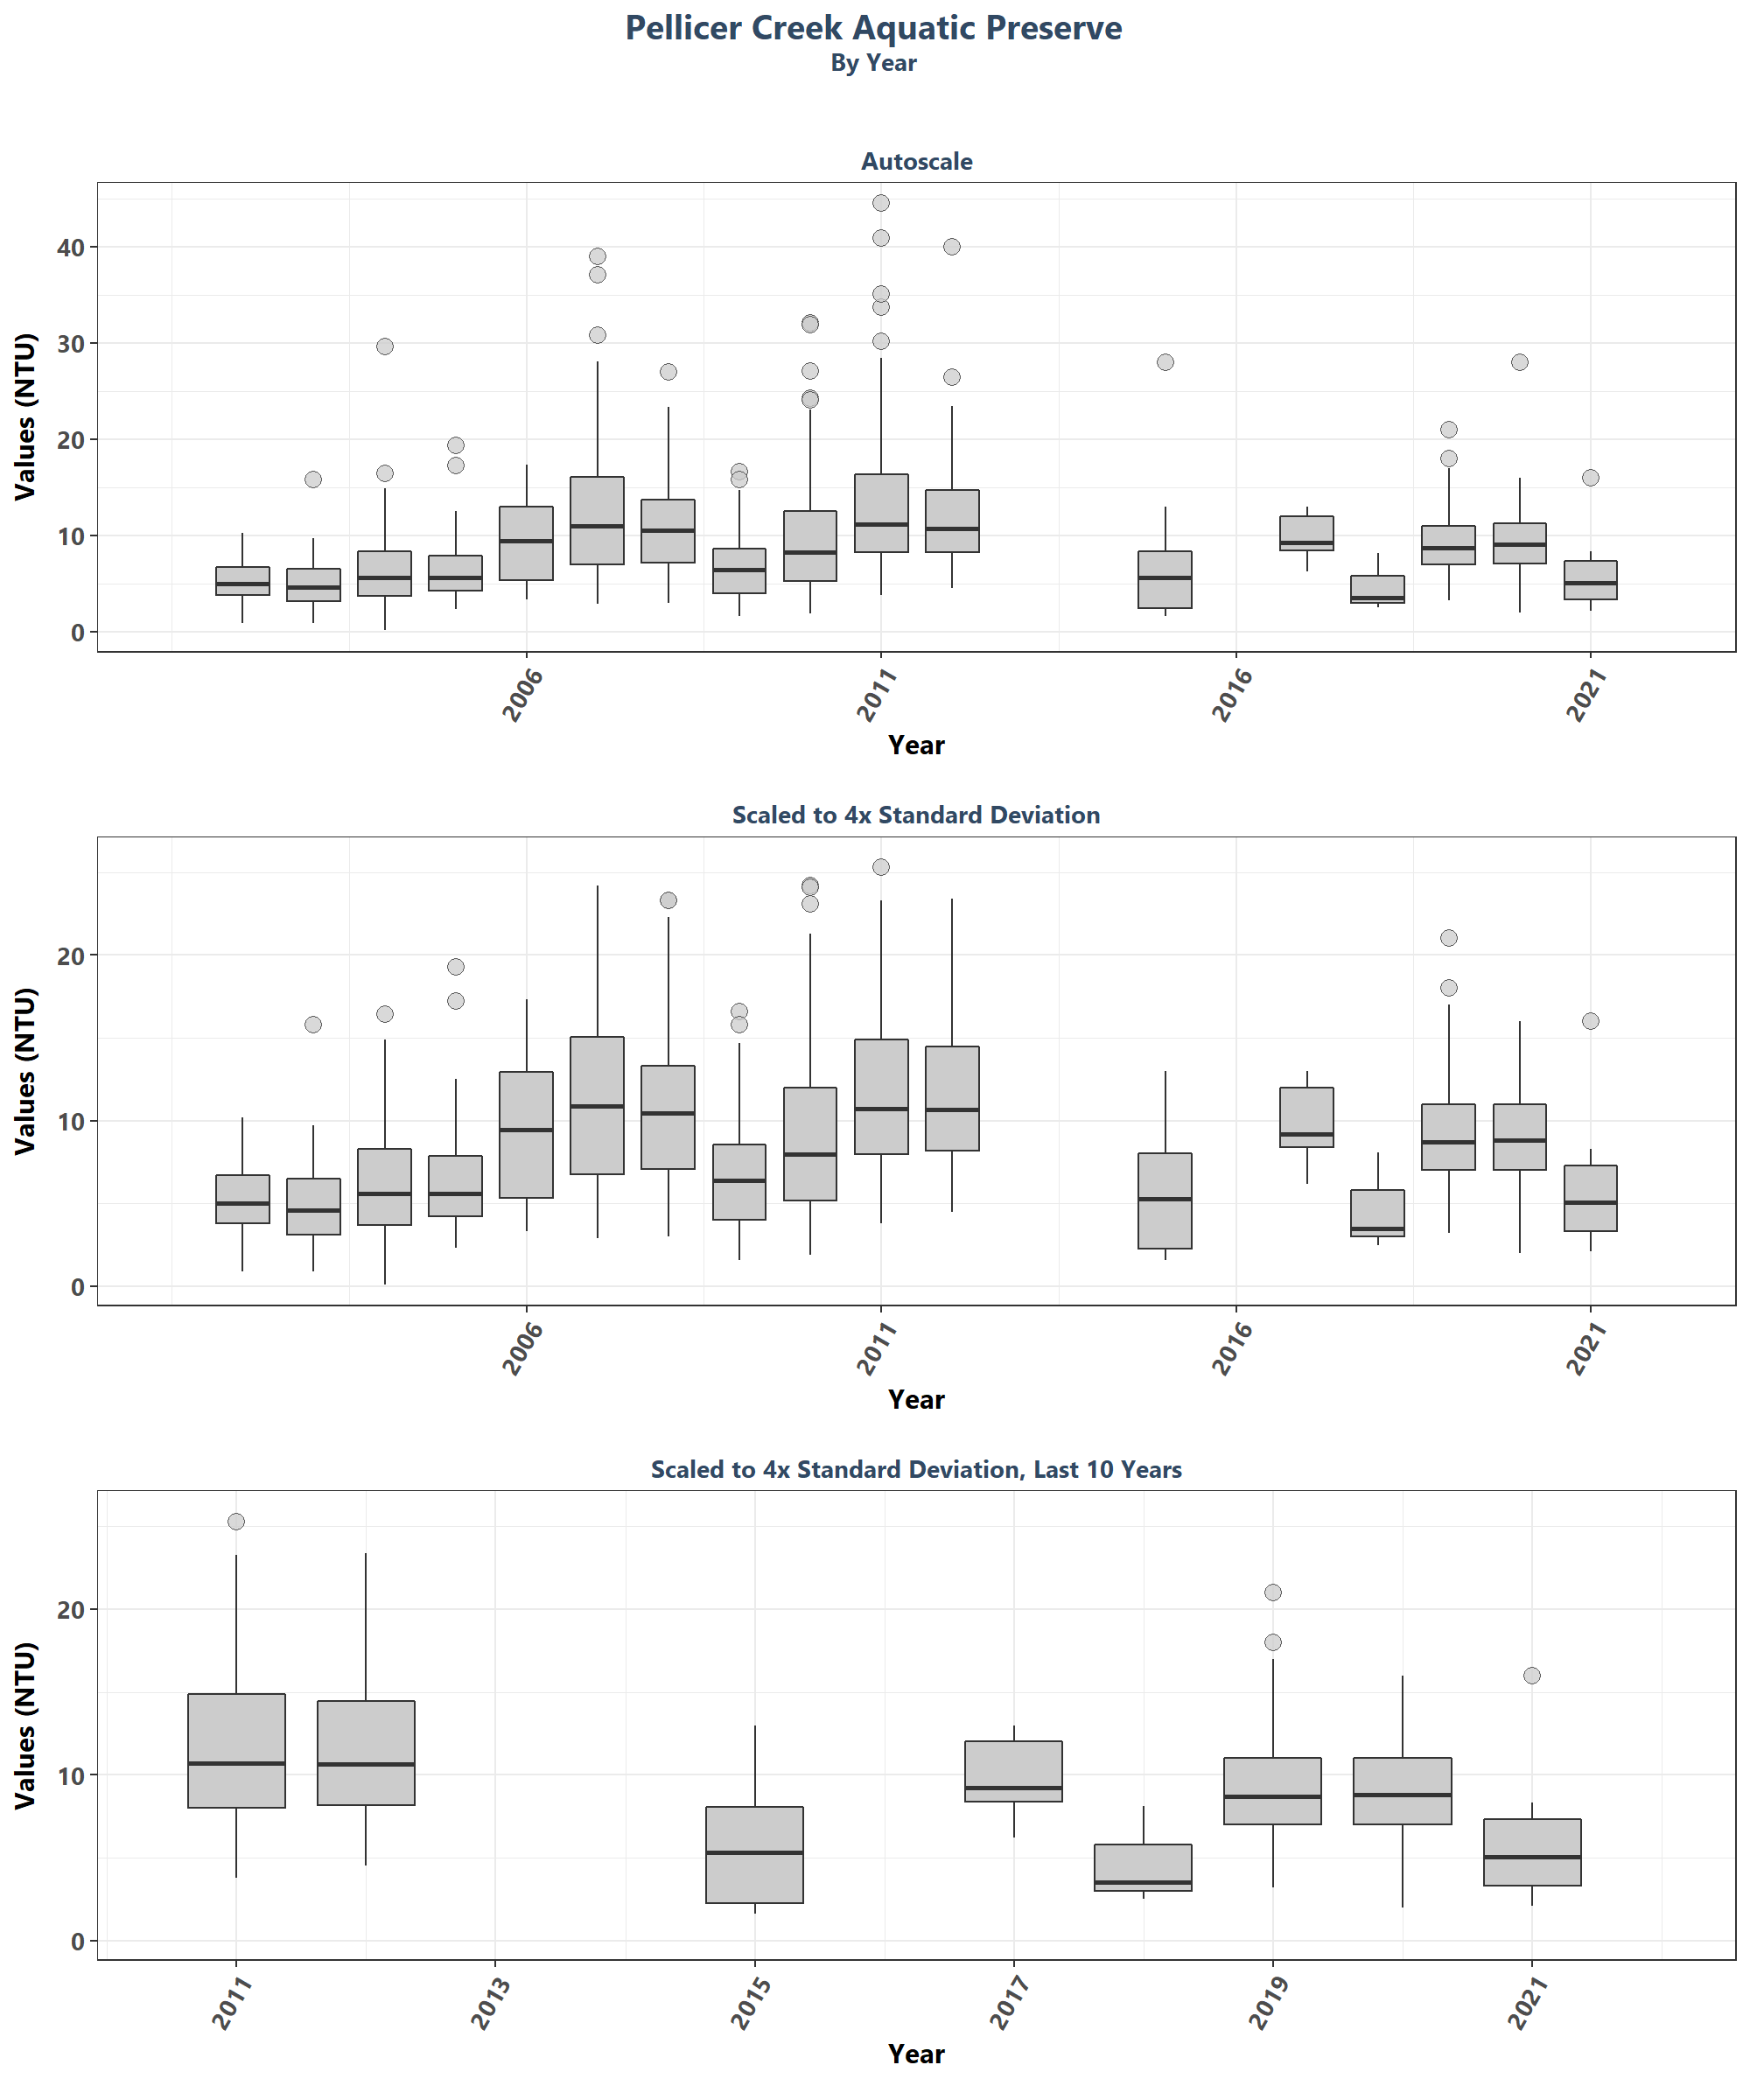 Pellicer Creek Aquatic Preserve
By Year
Autoscale
Values (NTU)
40
30
20
10
0
2006 2011 2016 2021
Year
Scaled to 4x Standard Deviation
Values (NTU)
20
10
0
2006 2011 2016 2021
Year
Scaled to 4x Standard Deviation, Last 10 Years
Values (NTU)
20
10
0
2011 2013 2015 2017 2019 2021
Year